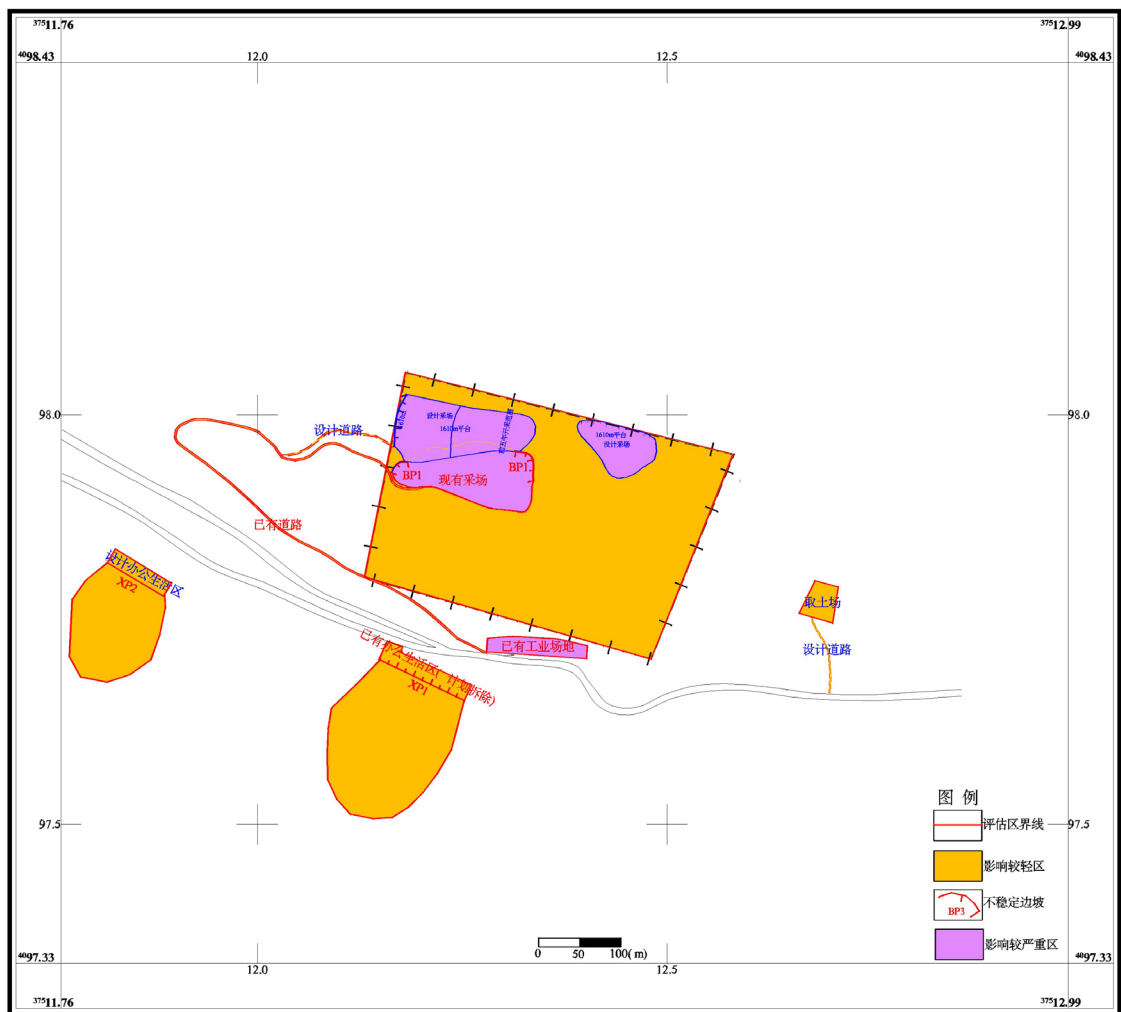 37511.76
37512.99
4098.43
12.0
12.5
4098.43
98.0
98.0
设计道路
设计采场
1610m平台
1610m平台
设计采场
BP1
BP1
现有采场
已有道路
设计办公生活区
XP2
取土场
设计道路
已有工业场地
已有办公生活区(计划拆除)
XP1
图 例
评估区界线
影响较轻区
BP3
不稳定边坡
影响较严重区
97.5
97.5
0 50 100(m)
4097.33
12.0
12.5
4097.33
37511.76
37512.99